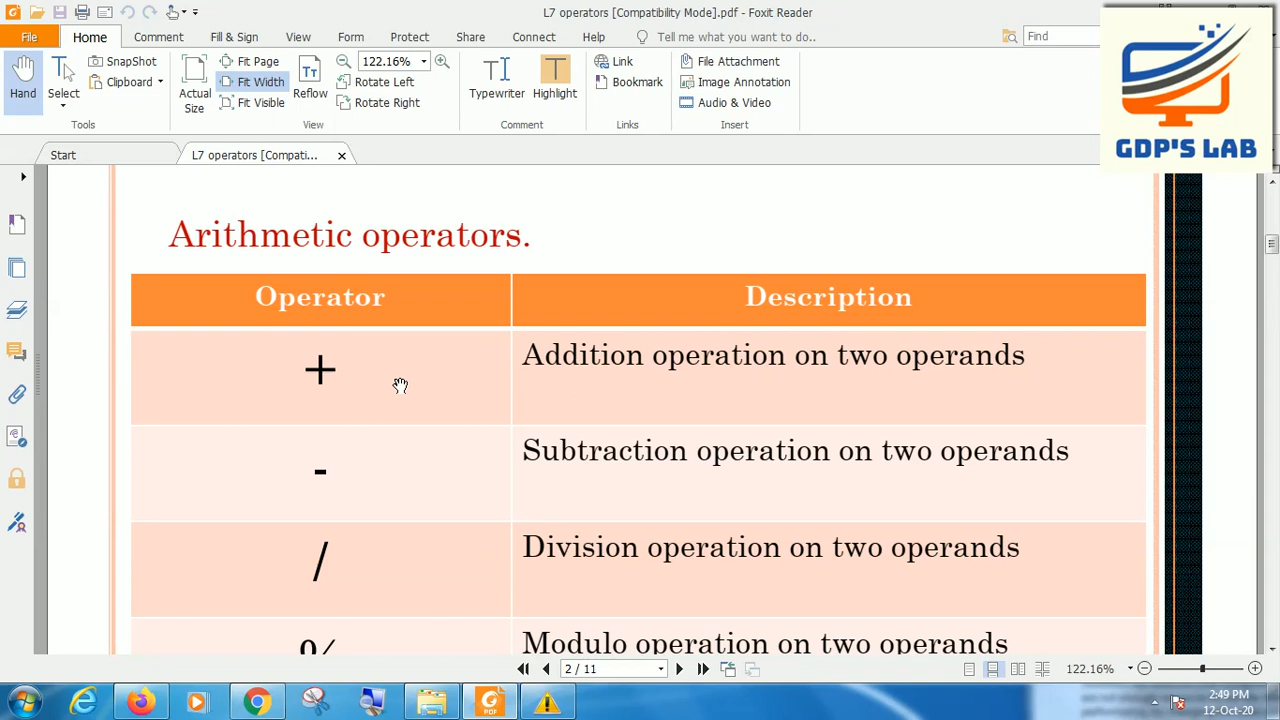 L7 operators [Compatibility Mode].pdf - Foxit Reader
File Home Comment Fill & Sign View Form Protect Share Connect Help Tell me what you want to do.. Find
Hand
Select
SnapShot
Clipboard
Tools
Actual Size
Fit Page
Fit Width
Fit Visible
Reflow
122.16%
Rotate Left
Rotate Right
View
Typewriter
Highlight
Comment
Link
Bookmark
Links
File Attachment
Image Annotation
Audio & Video
Insert
GDP'S LAB
Start L7 operators [Compati...
Arithmetic operators.
Operator Description
+ Addition operation on two operands
- Subtraction operation on two operands
/ Division operation on two operands
% Modulo operation on two operands
2 / 11 122.16%
PDF
2:49 PM
12-Oct-20